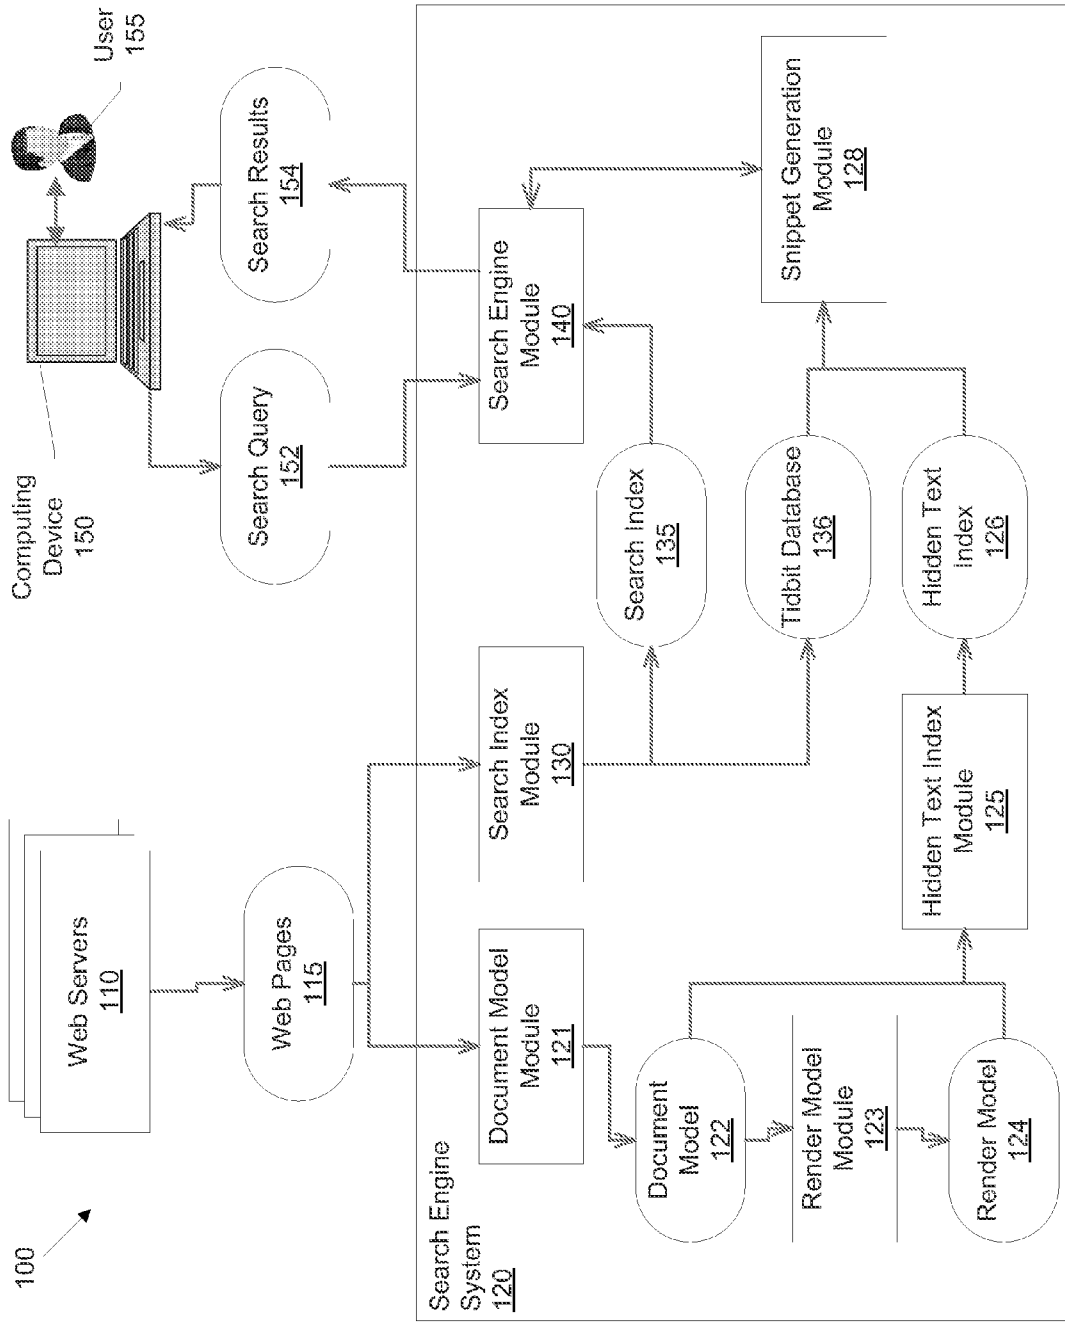 100
Web Servers
110
Computing
Device
150
User
155
Web Pages
115
Search Query
152
Search Results
154
Search Engine
System
120
Document Model
Module
121
Search Index
Module
130
Search Engine
Module
140
Document
Model
122
Search Index
135
Render Model
Module
123
Tidbit Database
136
Snippet Generation
Module
128
Render Model
124
Hidden Text Index
Module
125
Hidden Text
Index
126